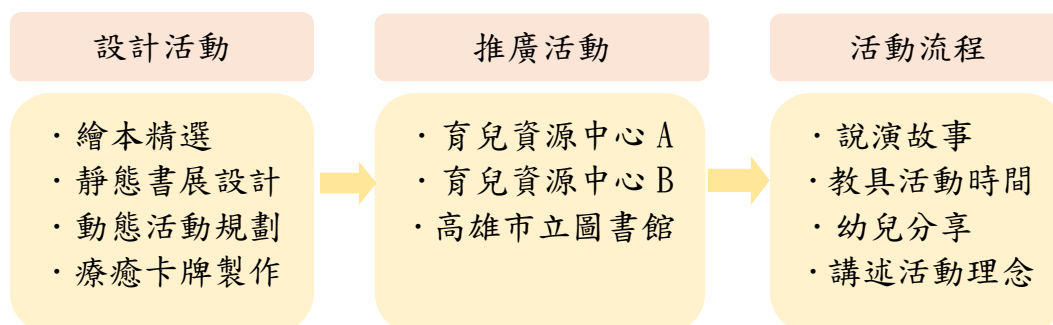 設計活動
·繪本精選
·靜態書展設計
·動態活動規劃
·療癒卡牌製作
推廣活動
·育兒資源中心 A
·育兒資源中心 B
·高雄市立圖書館
活動流程
·說演故事
·教具活動時間
·幼兒分享
·講述活動理念